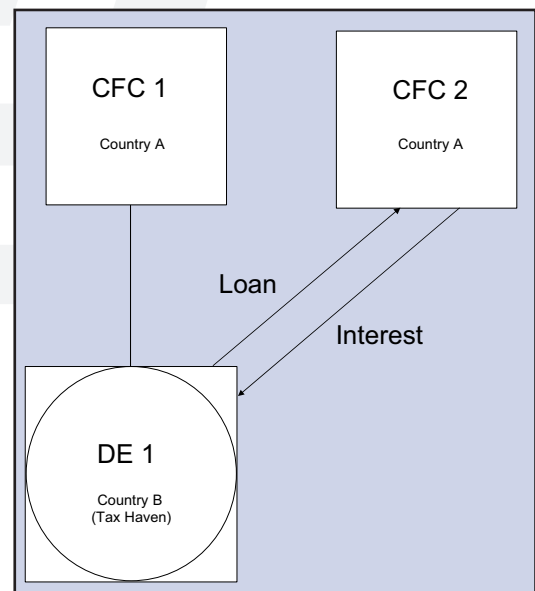 CFC 1
Country A
CFC 2
Country A
Loan
Interest
DE 1
Country B
(Tax Haven)